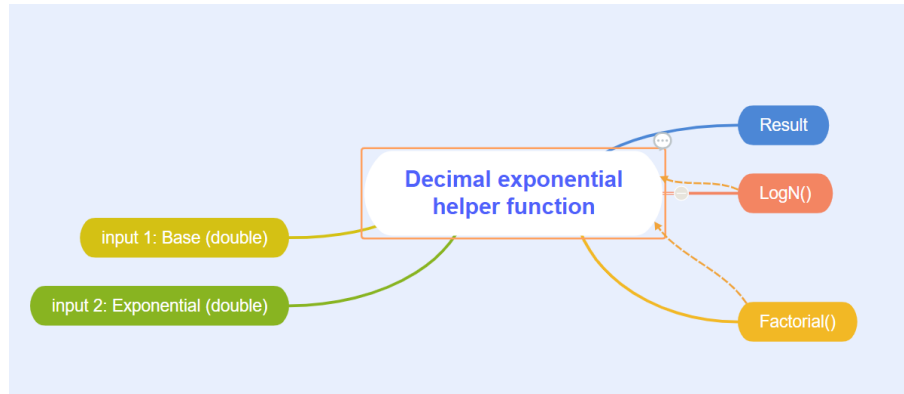 Result
Decimal exponential
helper function
LogN()
input 1: Base (double)
input 2: Exponential (double)
Factorial()